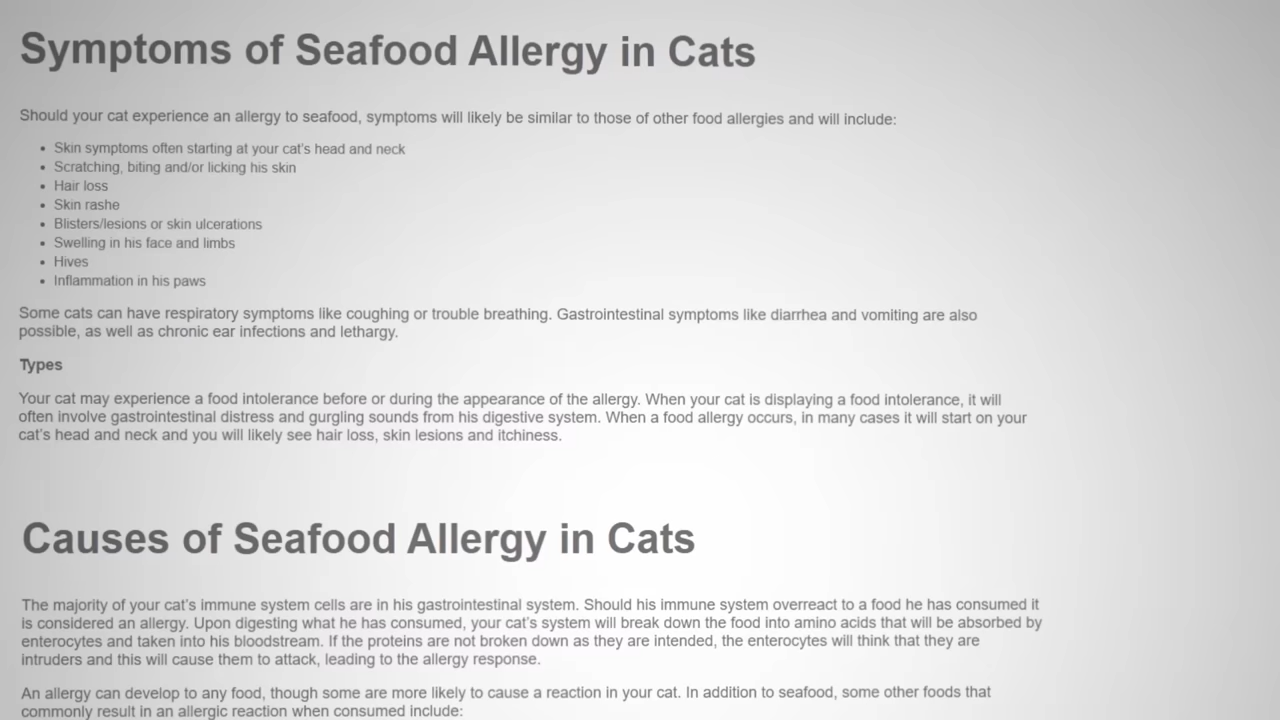 Symptoms of Seafood Allergy in Cats
Should your cat experience an allergy to seafood, symptoms will likely be similar to those of other food allergies and will include:
• Skin symptoms often starting at your cat's head and neck
• Scratching, biting and/or licking his skin
• Hair loss
• Skin rashe
• Blisters/lesions or skin ulcerations
• Swelling in his face and limbs
• Hives
• Inflammation in his paws
Some cats can have respiratory symptoms like coughing or trouble breathing. Gastrointestinal symptoms like diarrhea and vomiting are also
possible, as well as chronic ear infections and lethargy.
Types
Your cat may experience a food intolerance before or during the appearance of the allergy. When your cat is displaying a food intolerance, it will
often involve gastrointestinal distress and gurgling sounds from his digestive system. When a food allergy occurs, in many cases it will start on your
cat's head and neck and you will likely see hair loss, skin lesions and itchiness.
Causes of Seafood Allergy in Cats
The majority of your cat's immune system cells are in his gastrointestinal system. Should his immune system overreact to a food he has consumed it
is considered an allergy. Upon digesting what he has consumed, your cat's system will break down the food into amino acids that will be absorbed by
enterocytes and taken into his bloodstream. If the proteins are not broken down as they are intended, the enterocytes will think that they are
intruders and this will cause them to attack, leading to the allergy response.
An allergy can develop to any food, though some are more likely to cause a reaction in your cat. In addition to seafood, some other foods that
commonly result in an allergic reaction when consumed include: